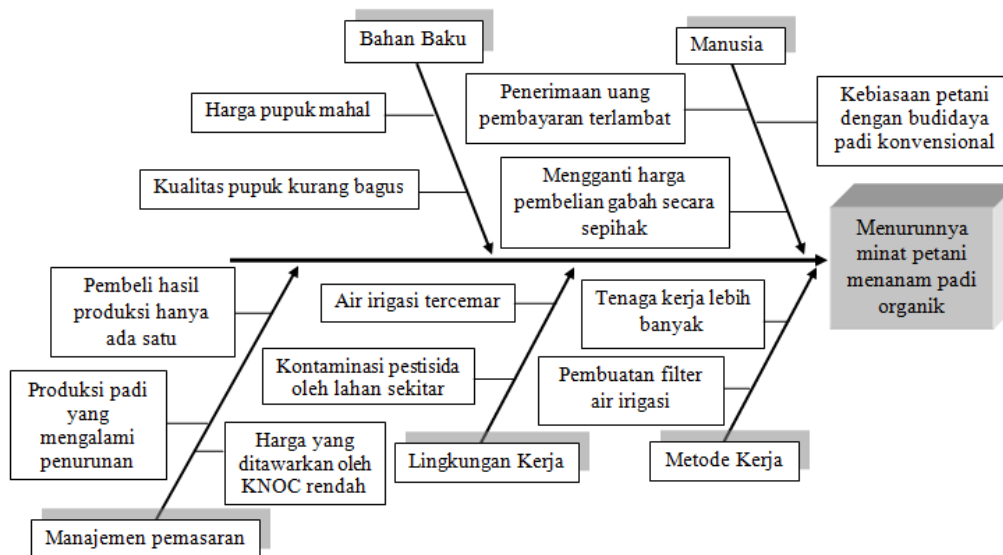 Bahan Baku
Manusia
Harga pupuk mahal
Penerimaan uang
pembayaran terlambat
Kebiasaan petani
dengan budidaya
padi konvensional
Kualitas pupuk kurang bagus
Mengganti harga
pembelian gabah secara
sepihak
Menurunnya
minat petani
menanam padi
organik
Pembeli hasil
produksi hanya
ada satu
Air irigasi tercemar
Tenaga kerja lebih
banyak
Produksi padi
yang
mengalami
penurunan
Kontaminasi pestisida
oleh lahan sekitar
Pembuatan filter
air irigasi
Harga yang
ditawarkan oleh
KNOC rendah
Lingkungan Kerja
Metode Kerja
Manajemen pemasaran